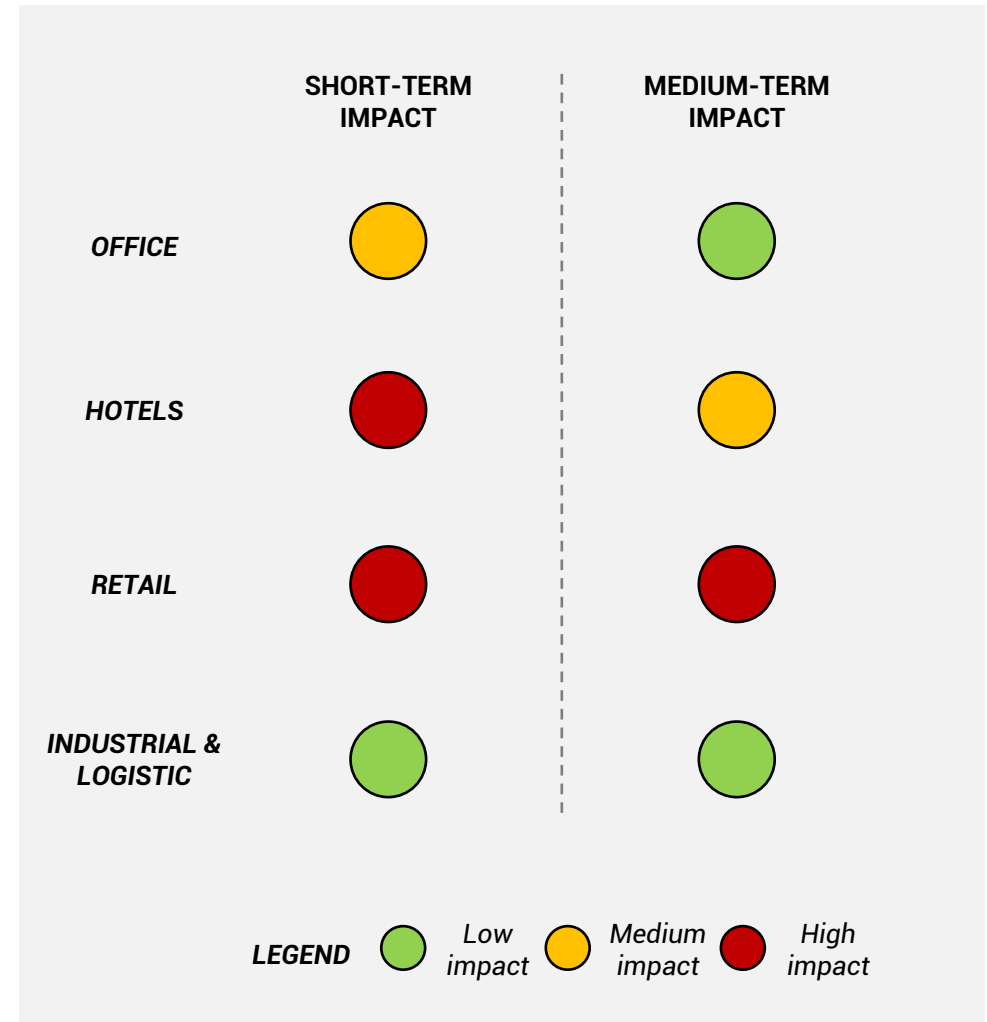 SHORT-TERM
IMPACT
MEDIUM-TERM
IMPACT
OFFICE
HOTELS
RETAIL
INDUSTRIAL &
LOGISTIC
LEGEND
Low
impact
Medium
impact
High
impact